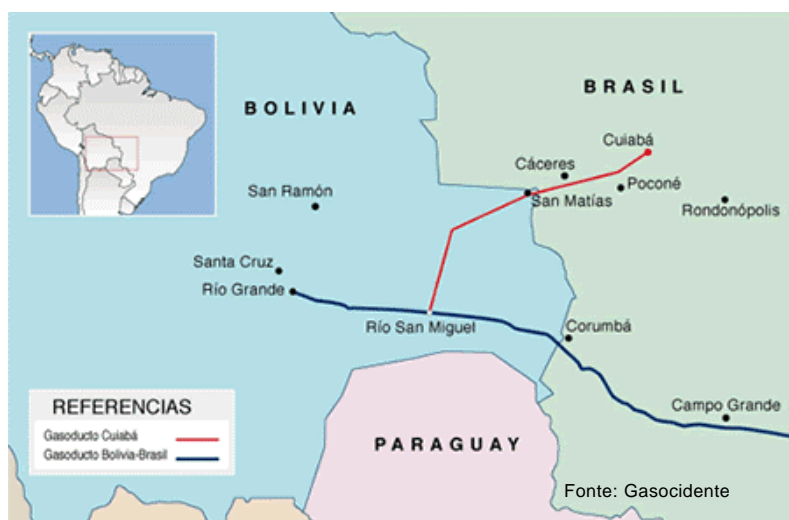 BRASIL
BOLIVIA
Cuiabá
Cáceres
Poconé
San Ramón
San Matías
Rondonópolis
Santa Cruz
Río Grande
Río San Miguel
Corumbá
REFERENCIAS
Gasoducto Cuiabá
Gasoducto Bolivia-Brasil
Campo Grande
PARAGUAY
Fonte: Gasocidente